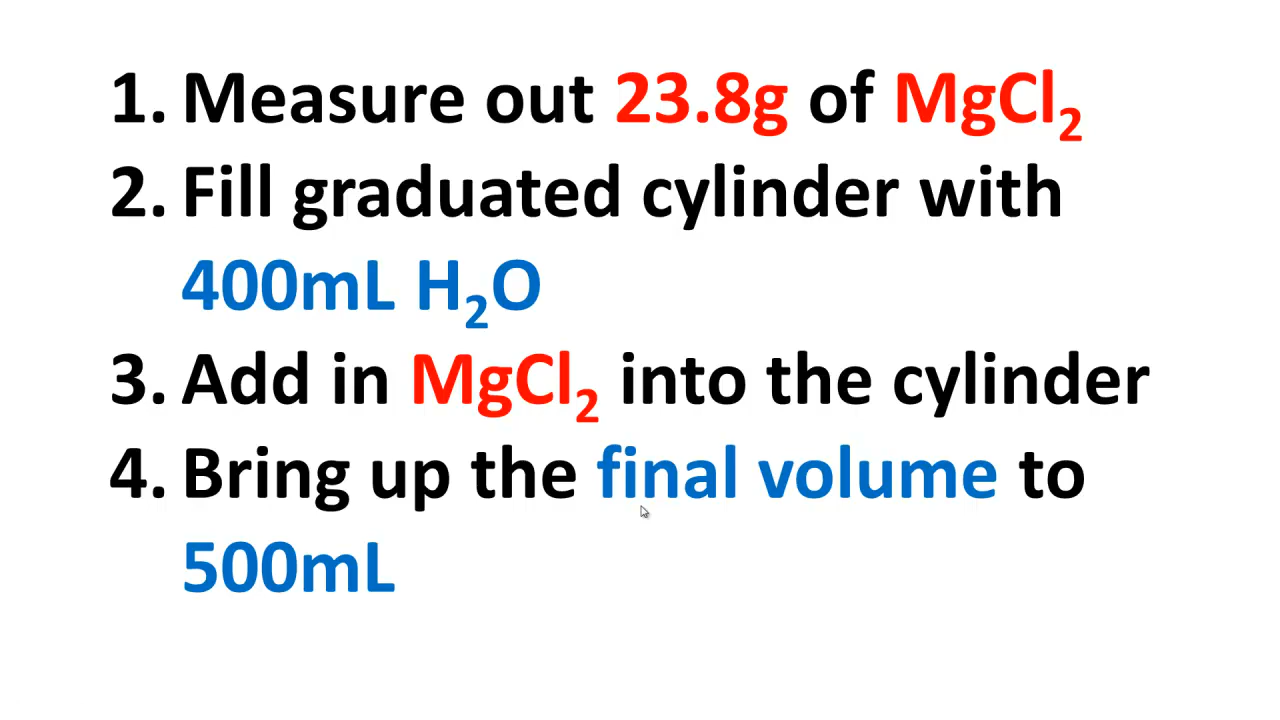 1. Measure out 23.8g of MgCl₂
2. Fill graduated cylinder with
400mL H₂O
3. Add in MgCl₂ into the cylinder
4. Bring up the final volume to
500mL